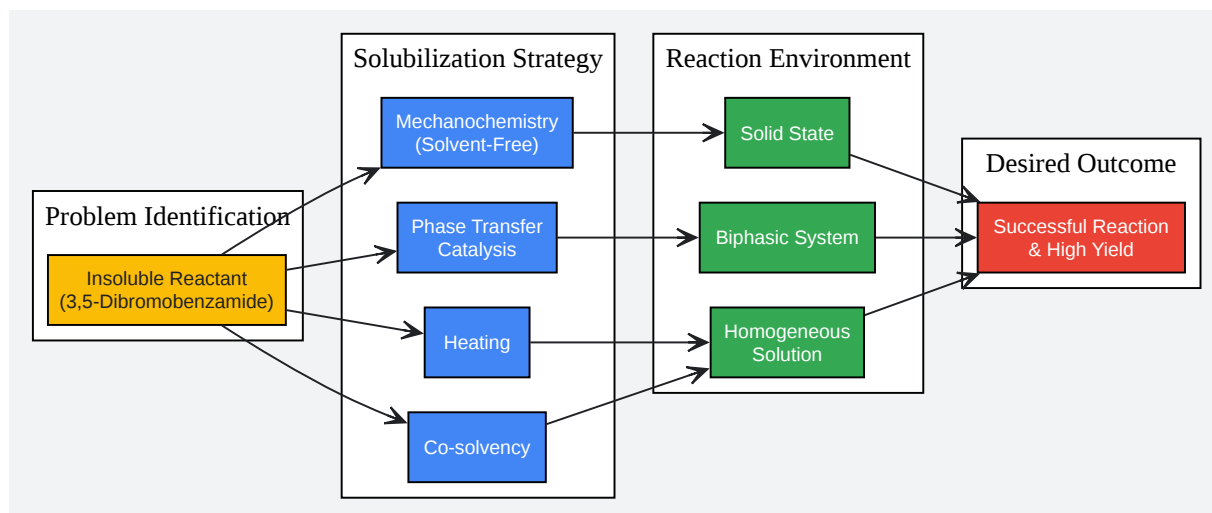 Problem Identification
Insoluble Reactant
(3,5-Dibromobenzamide)
Solubilization Strategy
Mechanochemistry
(Solvent-Free)
Phase Transfer
Catalysis
Heating
Co-solvency
Reaction Environment
Solid State
Biphasic System
Homogeneous
Solution
Desired Outcome
Successful Reaction
& High Yield